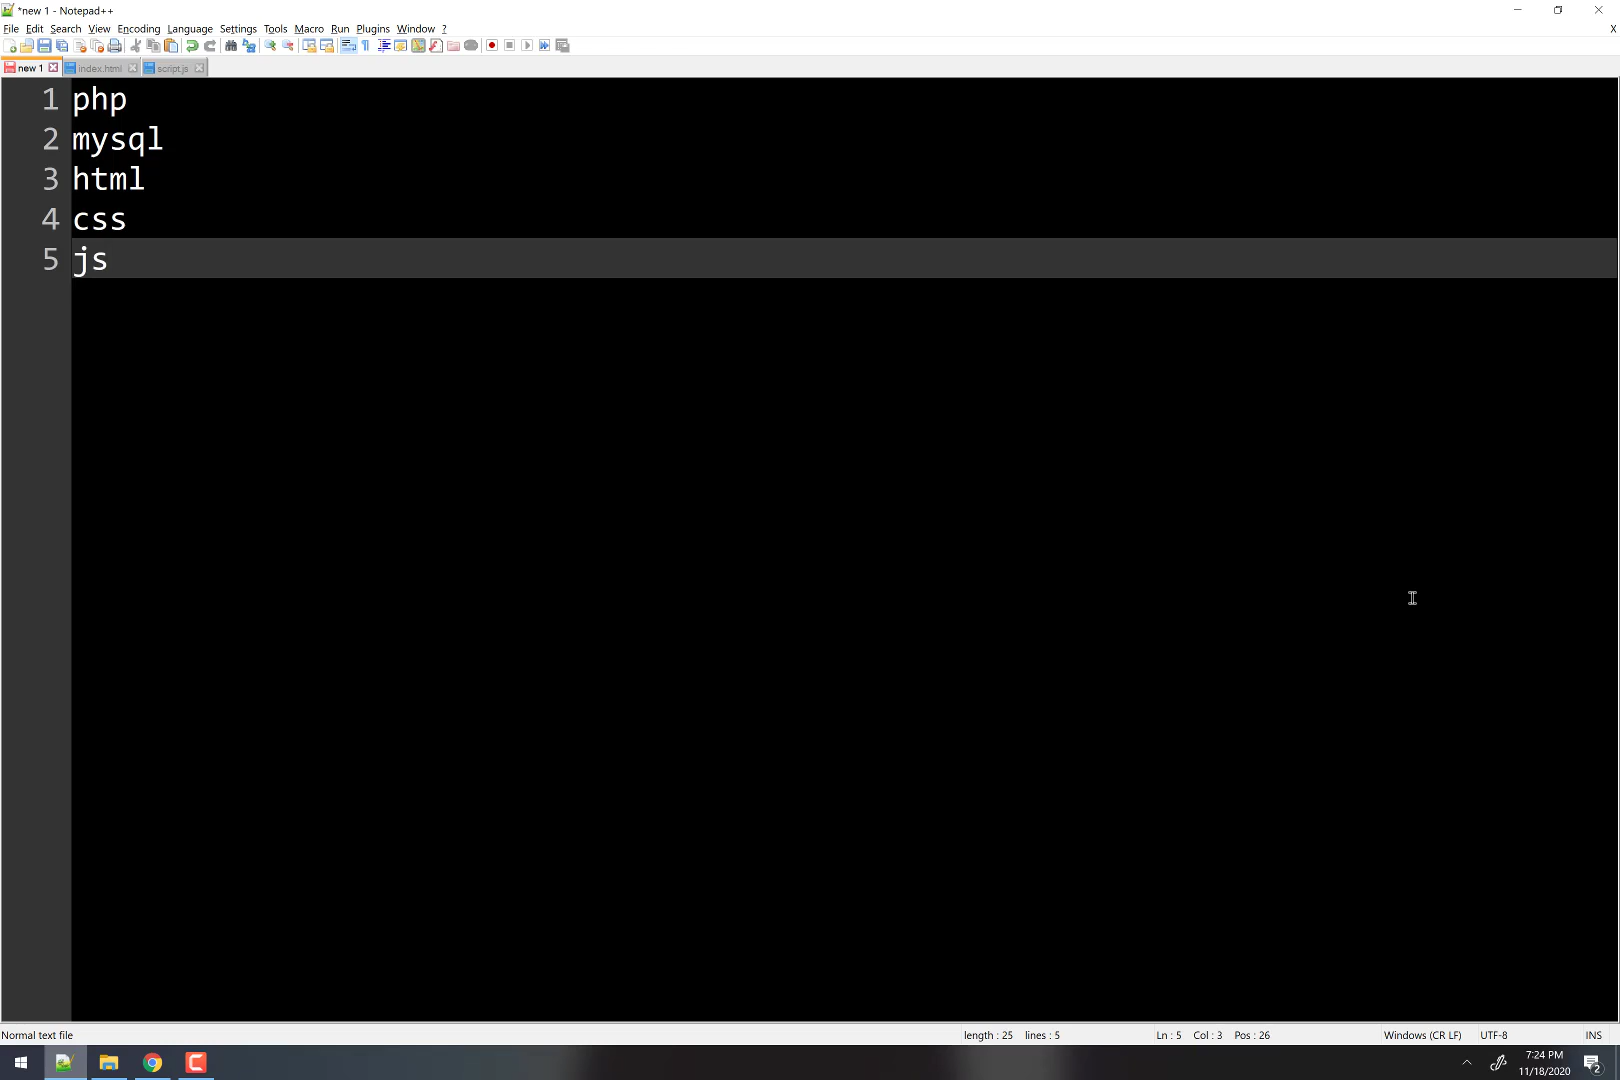 *new 1 - Notepad++
File Edit Search View Encoding Language Settings Tools Macro Run Plugins Window ? X
new 1 index.html script.js
1 php
2 mysql
3 html
4 css
5 js
Normal text file length : 25 lines : 5 Ln : 5 Col : 3 Pos : 26 Windows (CR LF) UTF-8 INS
7:24 PM
11/18/2020 2